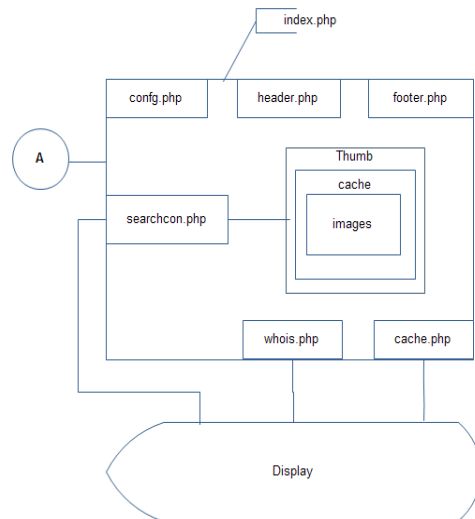 index.php
confg.php
header.php
footer.php
A
Thumb
cache
images
searchcon.php
whois.php
cache.php
Display